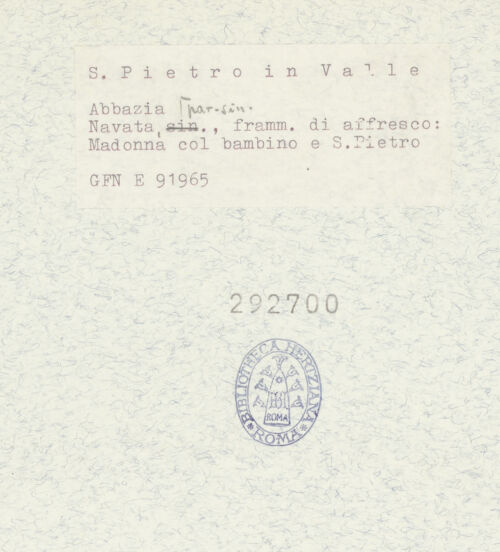 S. Pietro in Valle
Abbazia par. sin.
Navata, sin., framm. di affresco:
Madonna col bambino e S.Pietro
GFN E 91965
292700
BIBLIOTHECA HERTZIANA
ROMA
* ROMA *